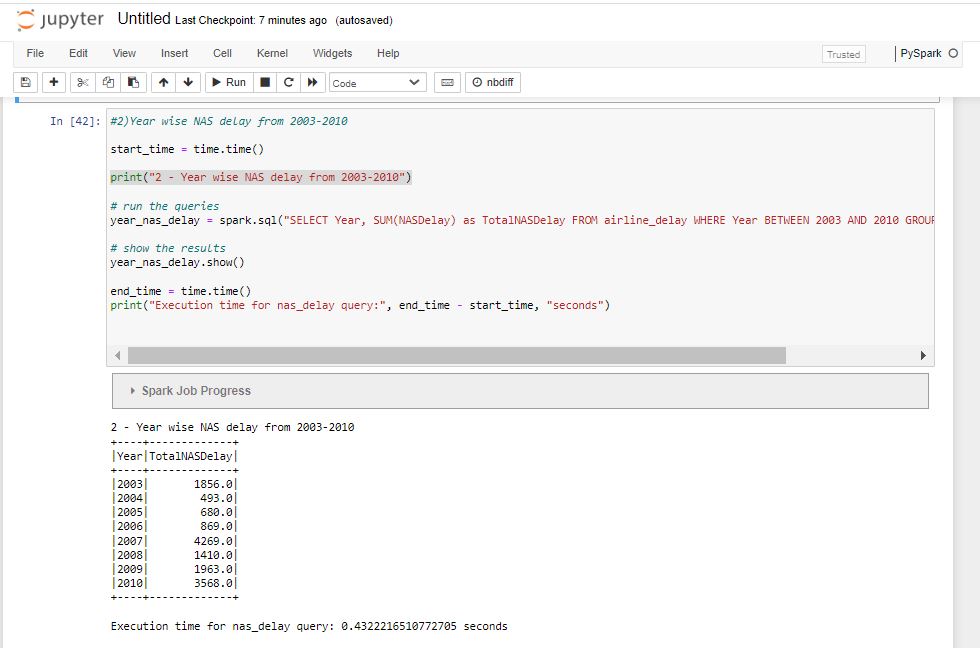 jupyter Untitled Last Checkpoint: 7 minutes ago (autosaved)
File Edit View Insert Cell Kernel Widgets Help Trusted PySpark
Run Code nbdiff
In [42]: #2)Year wise NAS delay from 2003-2010
start_time = time.time()
print("2 - Year wise NAS delay from 2003-2010")
# run the queries
year_nas_delay = spark.sql("SELECT Year, SUM(NASDelay) as TotalNASDelay FROM airline_delay WHERE Year BETWEEN 2003 AND 2010 GROUP
# show the results
year_nas_delay.show()
end_time = time.time()
print("Execution time for nas_delay query:", end_time - start_time, "seconds")
Spark Job Progress
2 - Year wise NAS delay from 2003-2010
+----+-------------+
|Year|TotalNASDelay|
+----+-------------+
|2003|       1856.0|
|2004|        493.0|
|2005|        680.0|
|2006|        869.0|
|2007|       4269.0|
|2008|       1410.0|
|2009|       1963.0|
|2010|       3568.0|
+----+-------------+
Execution time for nas_delay query: 0.4322216510772705 seconds